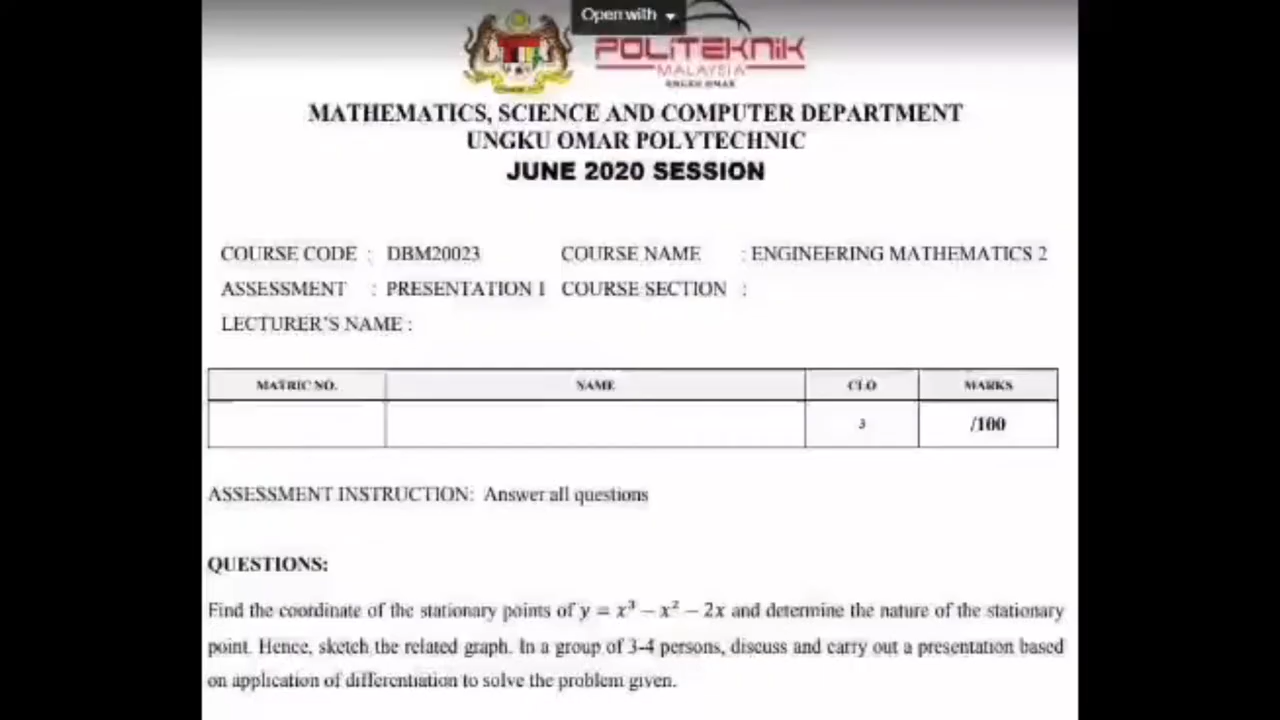 Open with
POLITEKNIK
MALAYSIA
UNGKU OMAR
MATHEMATICS, SCIENCE AND COMPUTER DEPARTMENT
UNGKU OMAR POLYTECHNIC
JUNE 2020 SESSION
COURSE CODE : DBM20023 COURSE NAME : ENGINEERING MATHEMATICS 2
ASSESSMENT : PRESENTATION 1 COURSE SECTION :
LECTURER'S NAME :
MATRIC NO. NAME CLO MARKS
3 /100
ASSESSMENT INSTRUCTION: Answer all questions
QUESTIONS:
Find the coordinate of the stationary points of y = x³ − x² − 2x and determine the nature of the stationary
point. Hence, sketch the related graph. In a group of 3-4 persons, discuss and carry out a presentation based
on application of differentiation to solve the problem given.